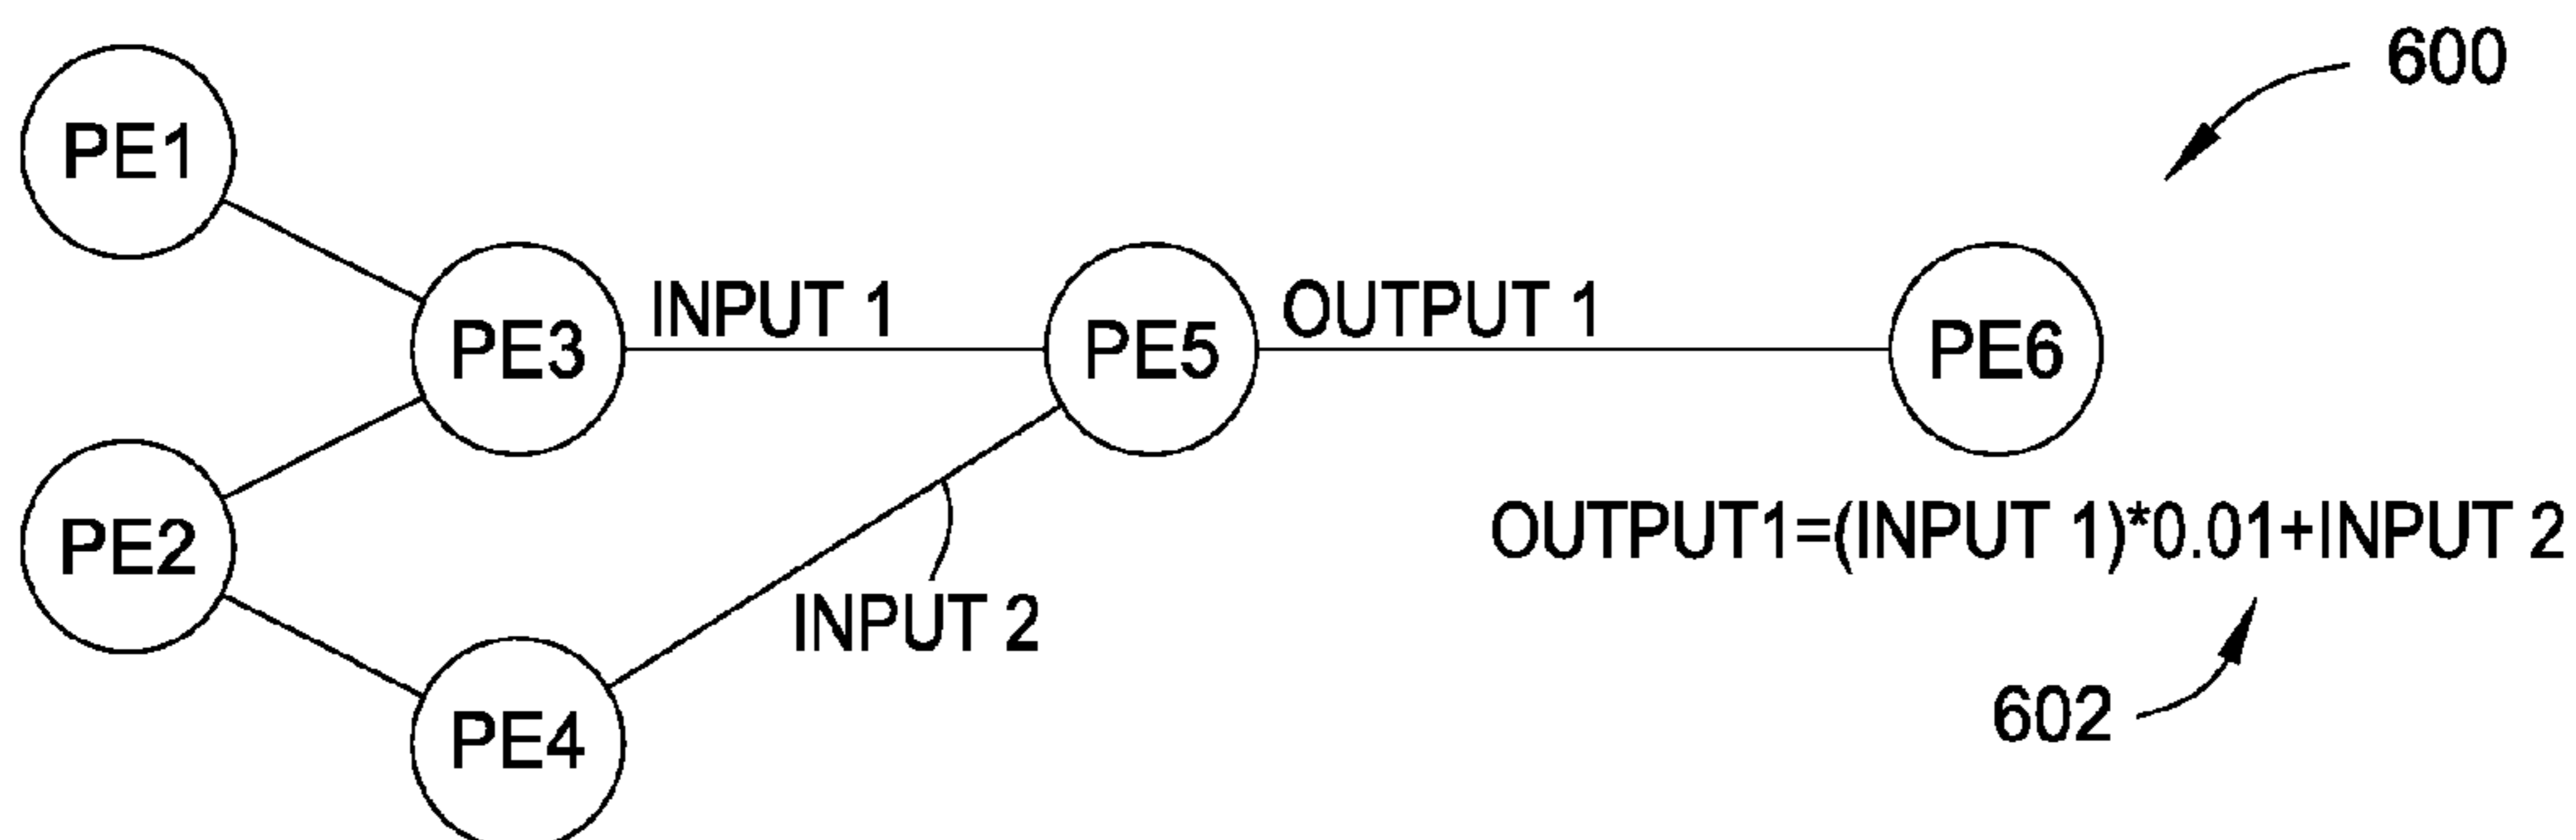 600
PE1
PE3
INPUT 1
PE5
OUTPUT 1
PE6
PE2
OUTPUT1=(INPUT 1)*0.01+INPUT 2
INPUT 2
PE4
602